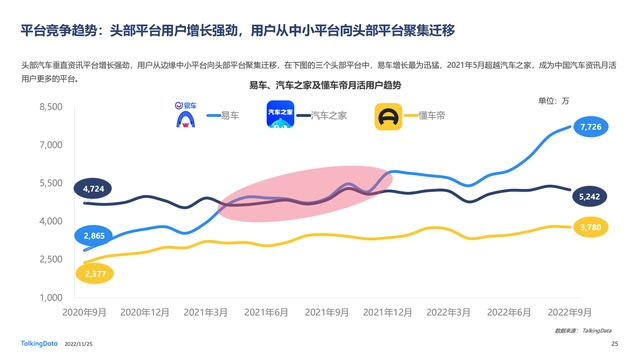 平台竞争趋势：头部平台用户增长强劲，用户从中小平台向头部平台聚集迁移
头部汽车垂直资讯平台增长强劲，用户从边缘中小平台向头部平台聚集迁移，在下图的三个头部平台中，易车增长最为迅猛，2021年5月超越汽车之家，成为中国汽车资讯月活
用户更多的平台。
易车、汽车之家及懂车帝月活用户趋势
单位：万
易车
易车
汽车之家
汽车之家
懂车帝
8,500
7,000
5,500
4,000
2,500
1,000
4,724
2,865
2,377
7,726
5,242
3,780
2020年9月
2020年12月
2021年3月
2021年6月
2021年9月
2021年12月
2022年3月
2022年6月
2022年9月
数据来源：TalkingData
TalkingData
2022/11/25
25